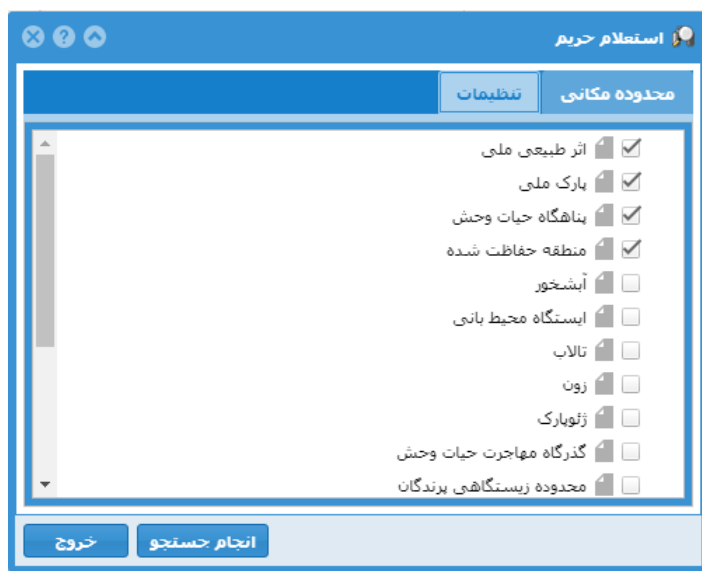 استعلام حریم
محدوده مکانی تنظیمات
اثر طبیعی ملی
پارک ملی
پناهگاه حیات وحش
منطقه حفاظت شده
آبشخور
ایستگاه محیط بانی
تالاب
زون
ژئوپارک
گذرگاه مهاجرت حیات وحش
محدوده زیستگاهی پرندگان
انجام جستجو خروج